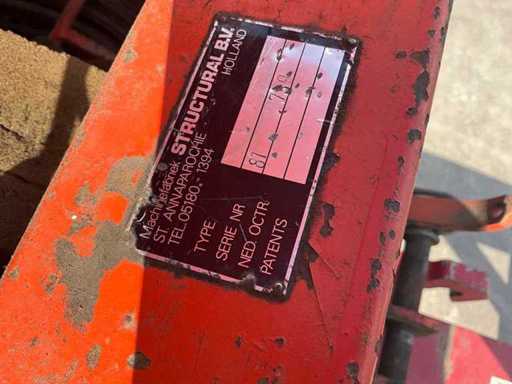 Machinefabriek
STRUCTURAL B.V.
ST. ANNAPAROCHIE HOLLAND
TEL.05180.-1394
TYPE
SERIE NR
NED. OCTR.
PATENTS